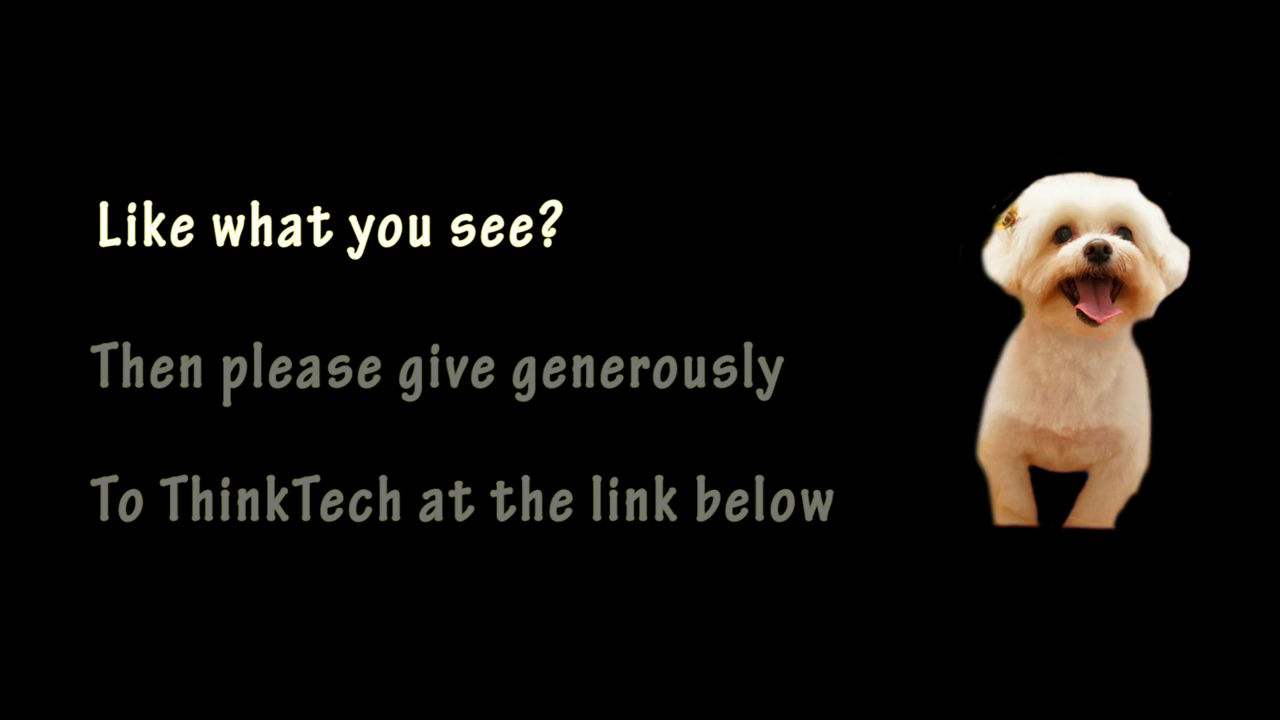 Like what you see?
Then please give generously
To ThinkTech at the link below